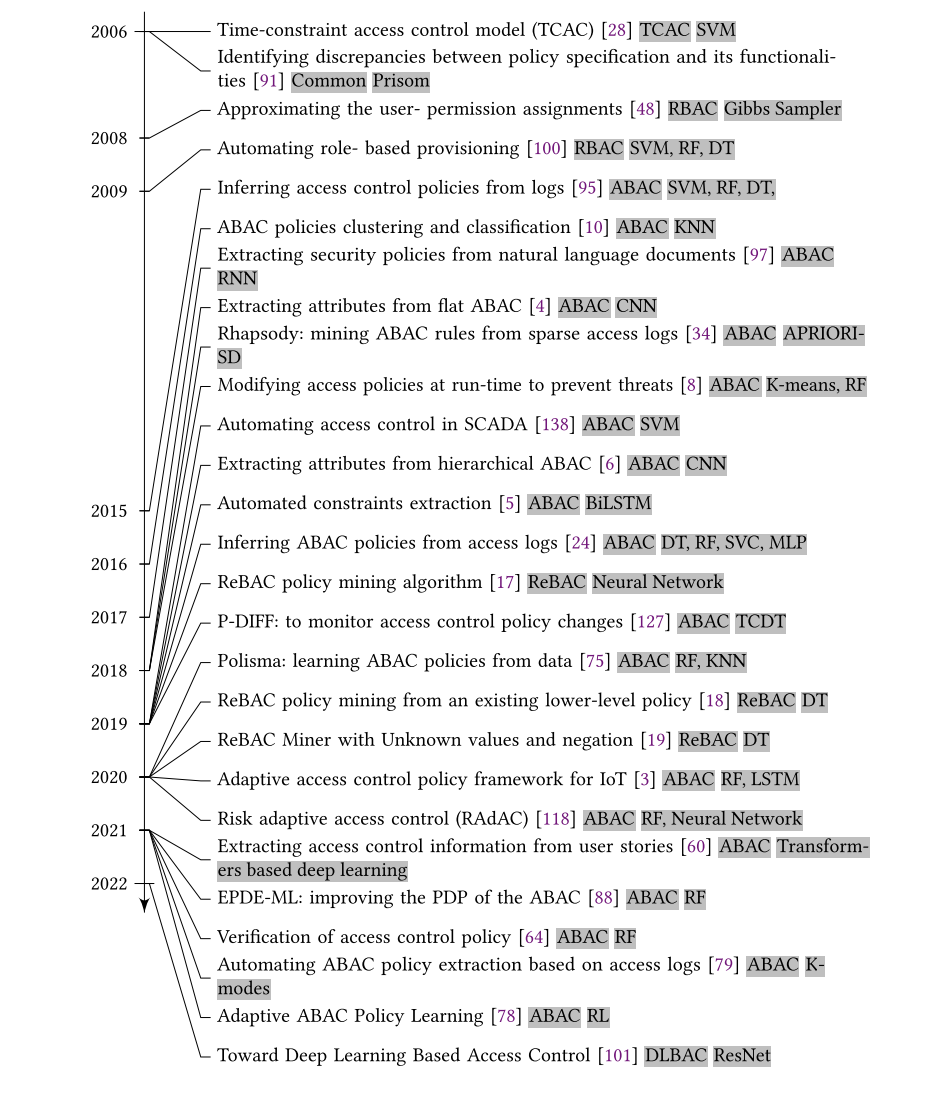 2006
Time-constraint access control model (TCAC) [28] TCAC SVM
Identifying discrepancies between policy specification and its functionali-
ties [91] Common Prisom
Approximating the user- permission assignments [48] RBAC Gibbs Sampler
2008
Automating role- based provisioning [100] RBAC SVM, RF, DT
2009
Inferring access control policies from logs [95] ABAC SVM, RF, DT,
ABAC policies clustering and classification [10] ABAC KNN
Extracting security policies from natural language documents [97] ABAC
RNN
Extracting attributes from flat ABAC [4] ABAC CNN
Rhapsody: mining ABAC rules from sparse access logs [34] ABAC APRIORI-
SD
Modifying access policies at run-time to prevent threats [8] ABAC K-means, RF
Automating access control in SCADA [138] ABAC SVM
Extracting attributes from hierarchical ABAC [6] ABAC CNN
Automated constraints extraction [5] ABAC BiLSTM
2015
Inferring ABAC policies from access logs [24] ABAC DT, RF, SVC, MLP
2016
ReBAC policy mining algorithm [17] ReBAC Neural Network
2017
P-DIFF: to monitor access control policy changes [127] ABAC TCDT
Polisma: learning ABAC policies from data [75] ABAC RF, KNN
2018
ReBAC policy mining from an existing lower-level policy [18] ReBAC DT
2019
ReBAC Miner with Unknown values and negation [19] ReBAC DT
2020
Adaptive access control policy framework for IoT [3] ABAC RF, LSTM
Risk adaptive access control (RAdAC) [118] ABAC RF, Neural Network
2021
Extracting access control information from user stories [60] ABAC Transform-
ers based deep learning
2022
EPDE-ML: improving the PDP of the ABAC [88] ABAC RF
Verification of access control policy [64] ABAC RF
Automating ABAC policy extraction based on access logs [79] ABAC K-
modes
Adaptive ABAC Policy Learning [78] ABAC RL
Toward Deep Learning Based Access Control [101] DLBAC ResNet